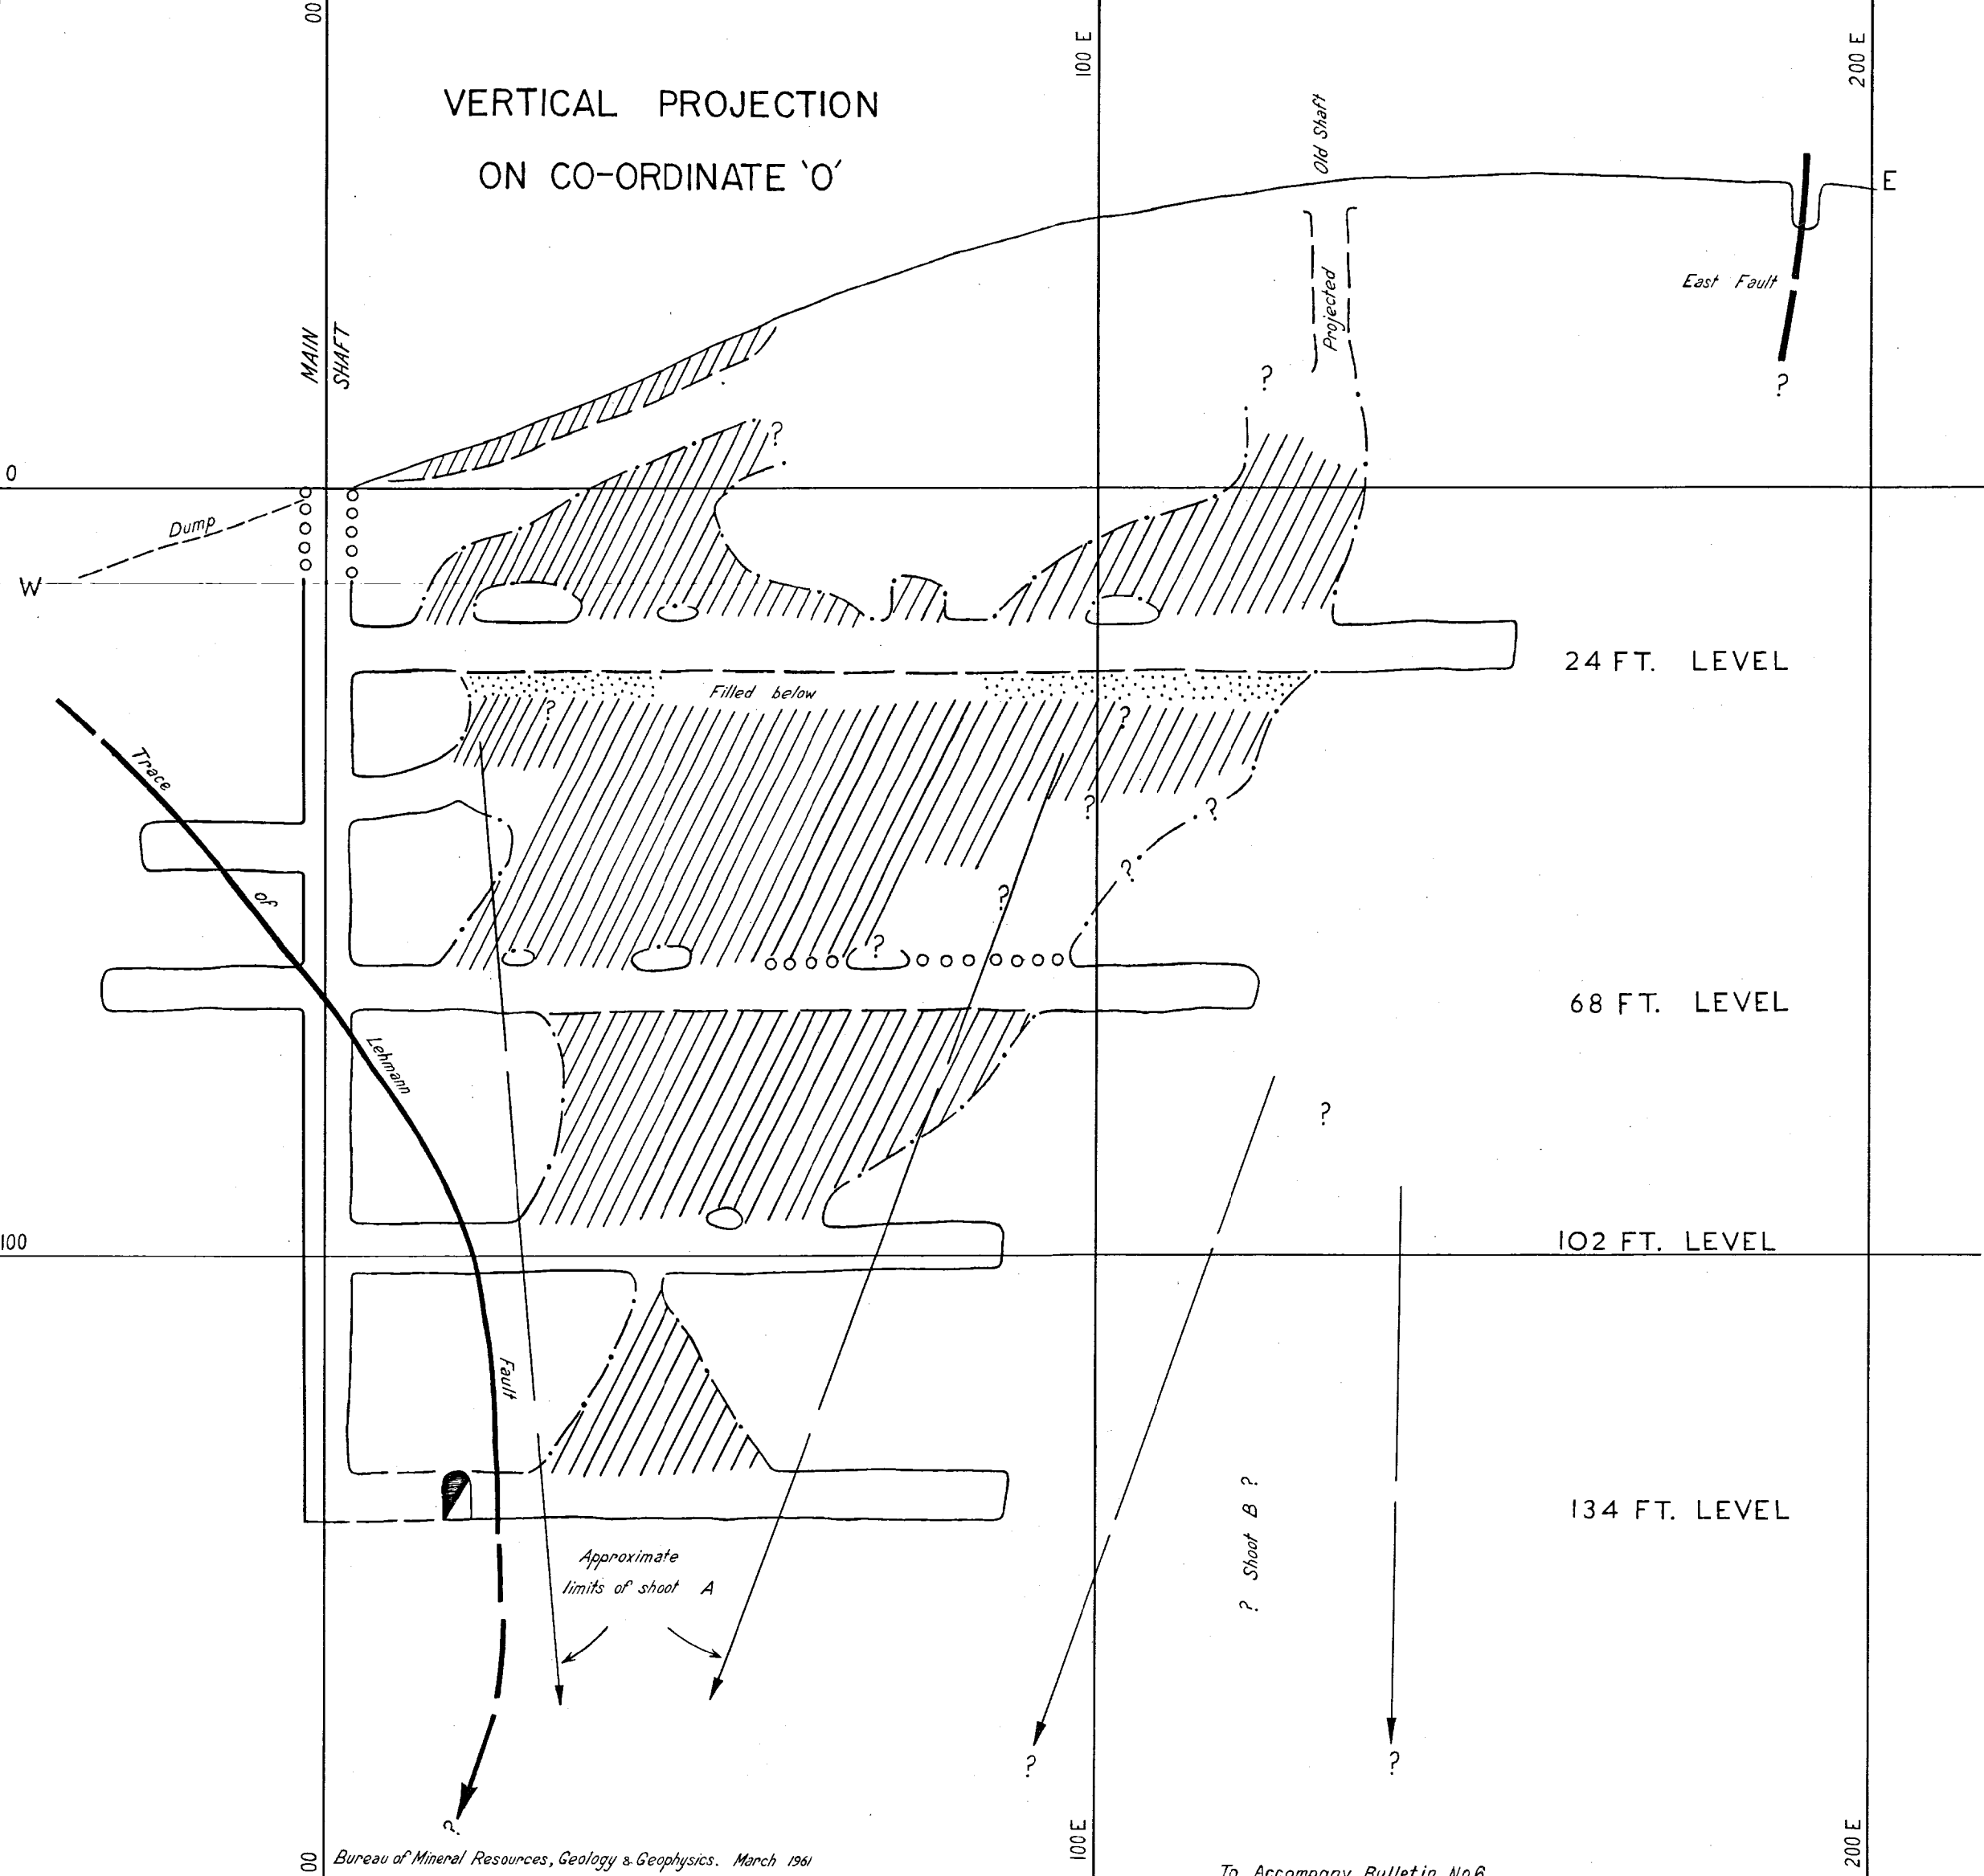 00
100 E
200 E
VERTICAL PROJECTION
ON CO-ORDINATE 'O'
Old Shaft
E
East Fault
Projected
?
?
MAIN
SHAFT
?
0
Dump
W
24 FT. LEVEL
Filled below
?
?
Trace
?
?
?
of
?
?
68 FT. LEVEL
Lehmann
?
100
102 FT. LEVEL
Fault
? Shoot B ?
134 FT. LEVEL
Approximate
limits of shoot A
?
?
?
00
Bureau of Mineral Resources, Geology & Geophysics. March 1961
100 E
To Accompany Bulletin No 6
200 E